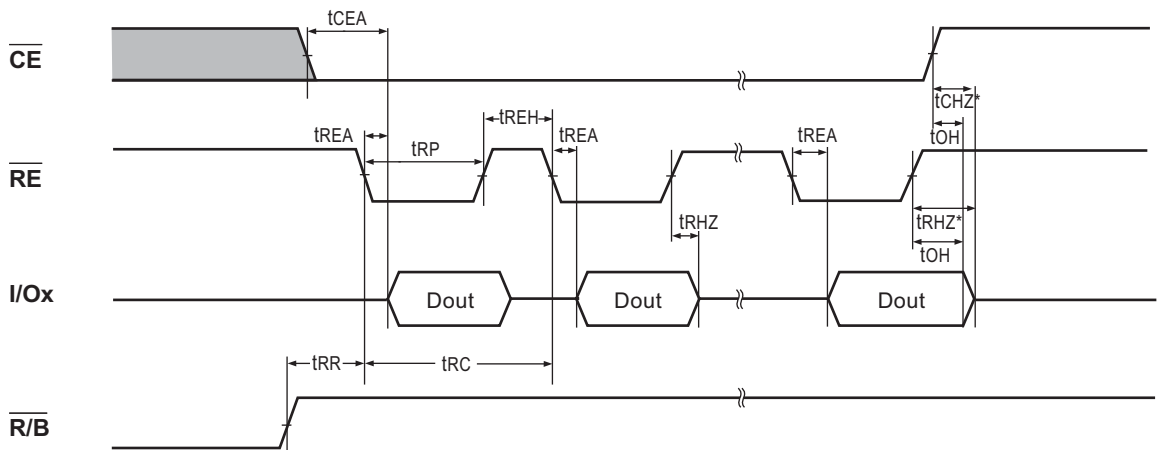 tCEA
CE
tCHZ*
tREH
tREA
tREA
tOH
tREA
tRP
RE
tRHZ
tRHZ*
tOH
I/Ox
Dout
Dout
Dout
tRR
tRC
R/B